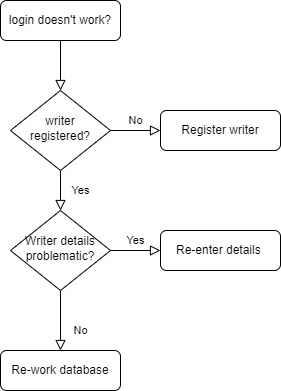 login doesn't work?
writer
registered?
No
Register writer
Yes
Writer details
problematic?
Yes
Re-enter details
No
Re-work database